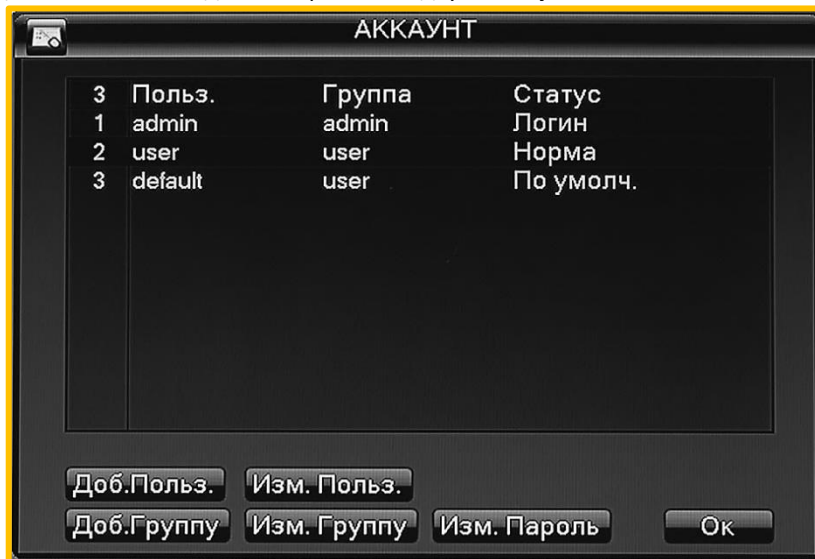 АККАУНТ
3 Польз. Группа Статус
1 admin admin Логин
2 user user Норма
3 default user По умолч.
Доб.Польз. Изм. Польз.
Доб.Группу Изм. Группу Изм. Пароль Ок